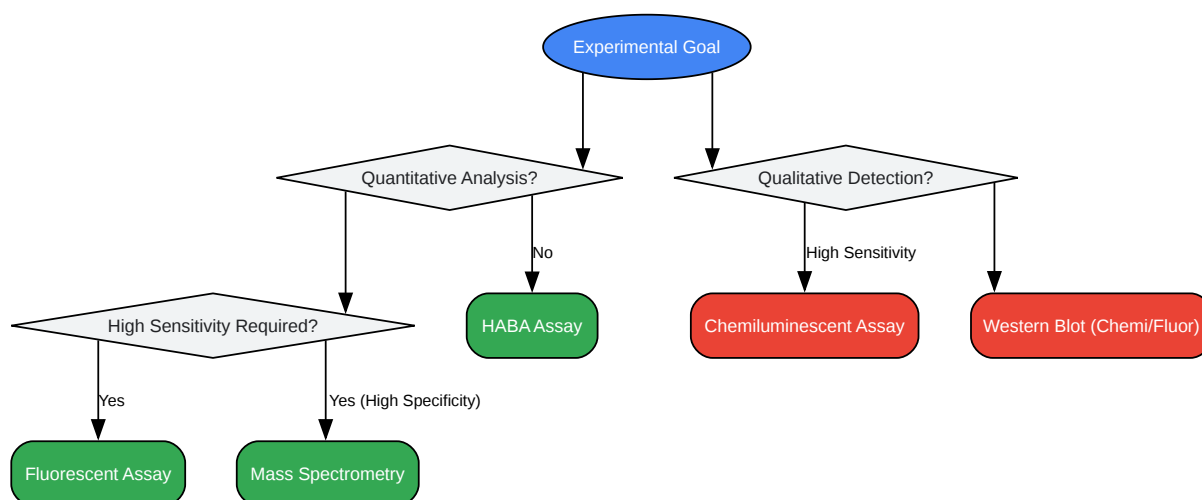 Experimental Goal
Quantitative Analysis?
Qualitative Detection?
No
High Sensitivity
High Sensitivity Required?
HABA Assay
Chemiluminescent Assay
Western Blot (Chemi/Fluor)
Yes
Yes (High Specificity)
Fluorescent Assay
Mass Spectrometry